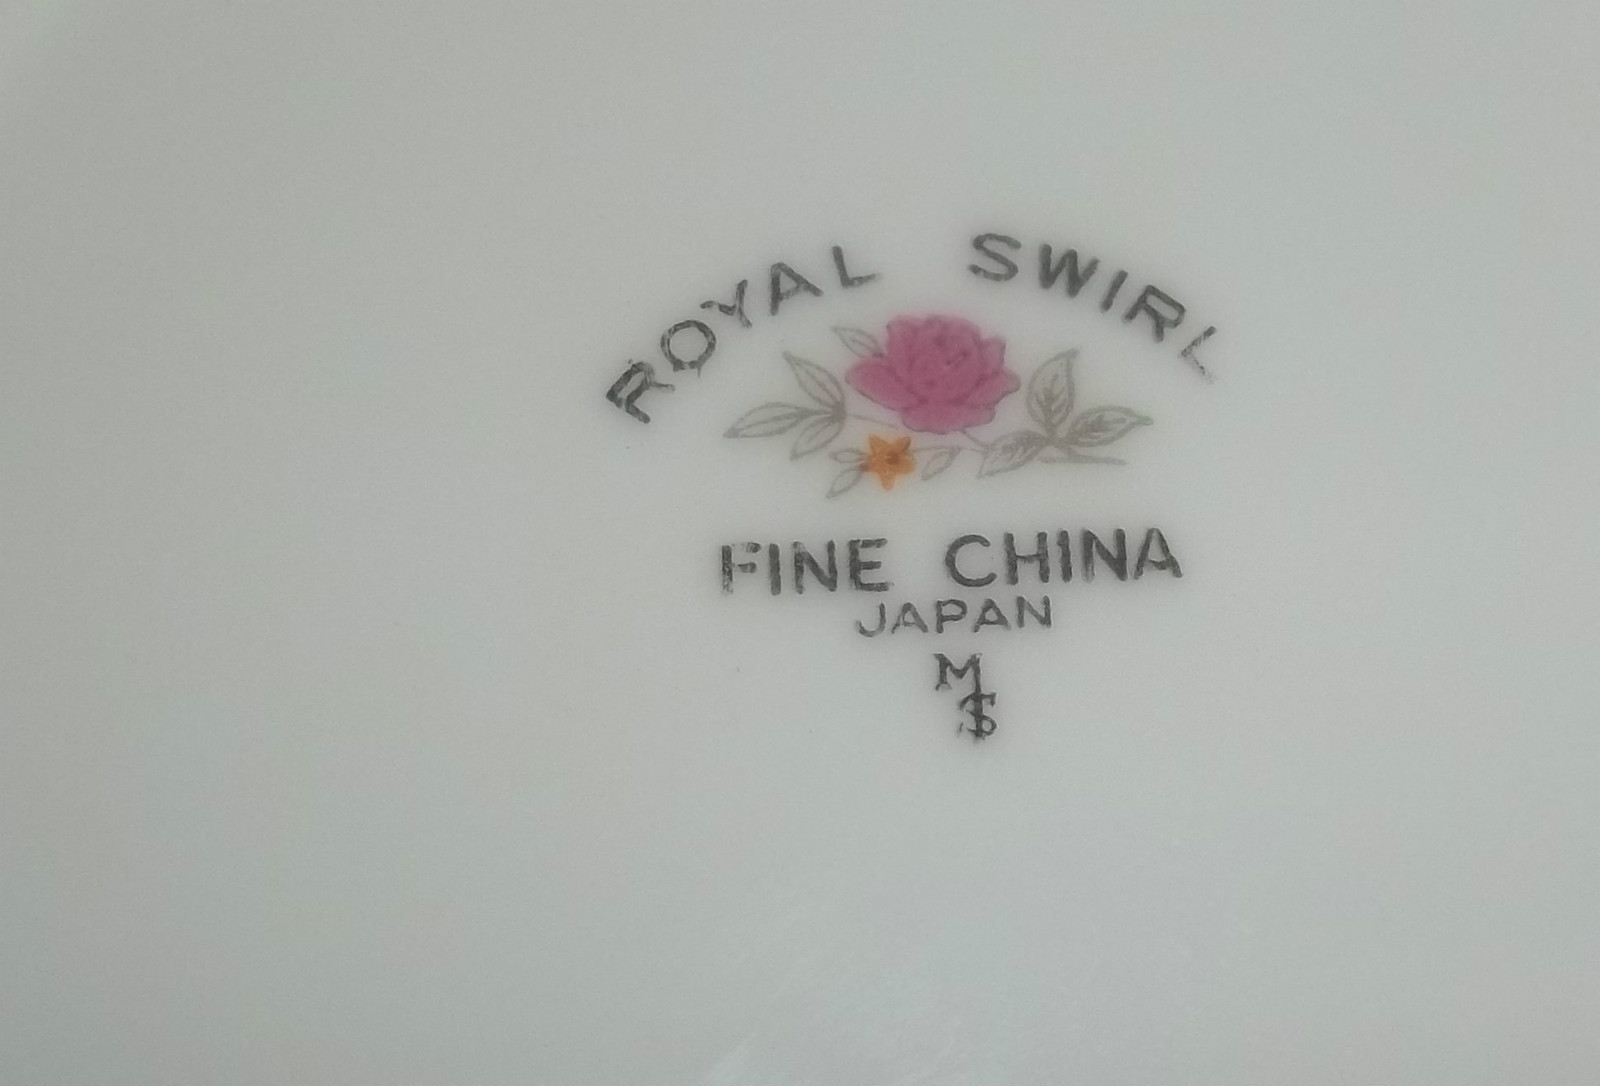 ROYAL SWIRL
FINE CHINA
JAPAN
M
S